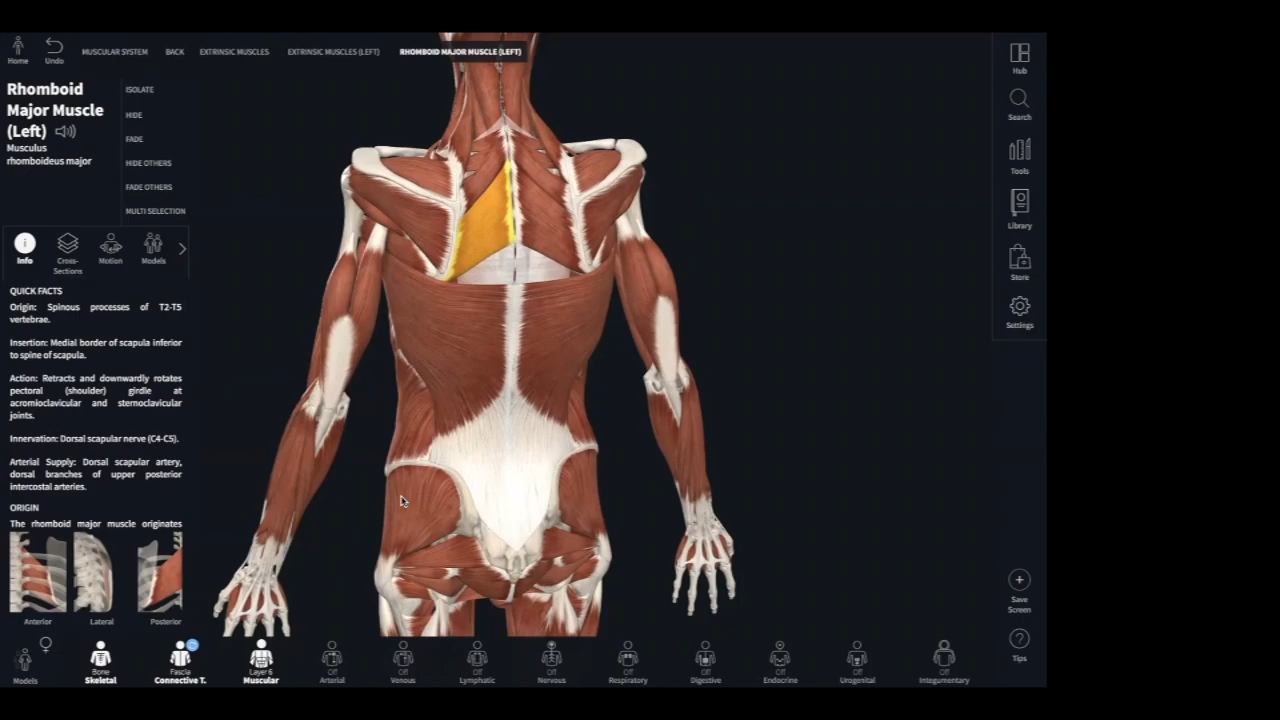 Home
Undo
MUSCULAR SYSTEM
BACK
EXTRINSIC MUSCLES
EXTRINSIC MUSCLES (LEFT)
RHOMBOID MAJOR MUSCLE (LEFT)
Rhomboid
Major Muscle
(Left)
Musculus
rhomboideus major
ISOLATE
HIDE
FADE
HIDE OTHERS
FADE OTHERS
MULTI SELECTION
Info
Cross-
Sections
Motion
Models
QUICK FACTS
Origin: Spinous processes of T2-T5
vertebrae.
Insertion: Medial border of scapula inferior
to spine of scapula.
Action: Retracts and downwardly rotates
pectoral (shoulder) girdle at
acromioclavicular and sternoclavicular
joints.
Innervation: Dorsal scapular nerve (C4-C5).
Arterial Supply: Dorsal scapular artery,
dorsal branches of upper posterior
intercostal arteries.
ORIGIN
The rhomboid major muscle originates
Anterior
Lateral
Posterior
Hub
Search
Tools
Library
Store
Settings
Save
Screen
Tips
Models
Bone
Skeletal
Fascia
Connective T.
Layer 6
Muscular
Off
Arterial
Off
Venous
Off
Lymphatic
Off
Nervous
Off
Respiratory
Off
Digestive
Off
Endocrine
Off
Urogenital
Off
Integumentary